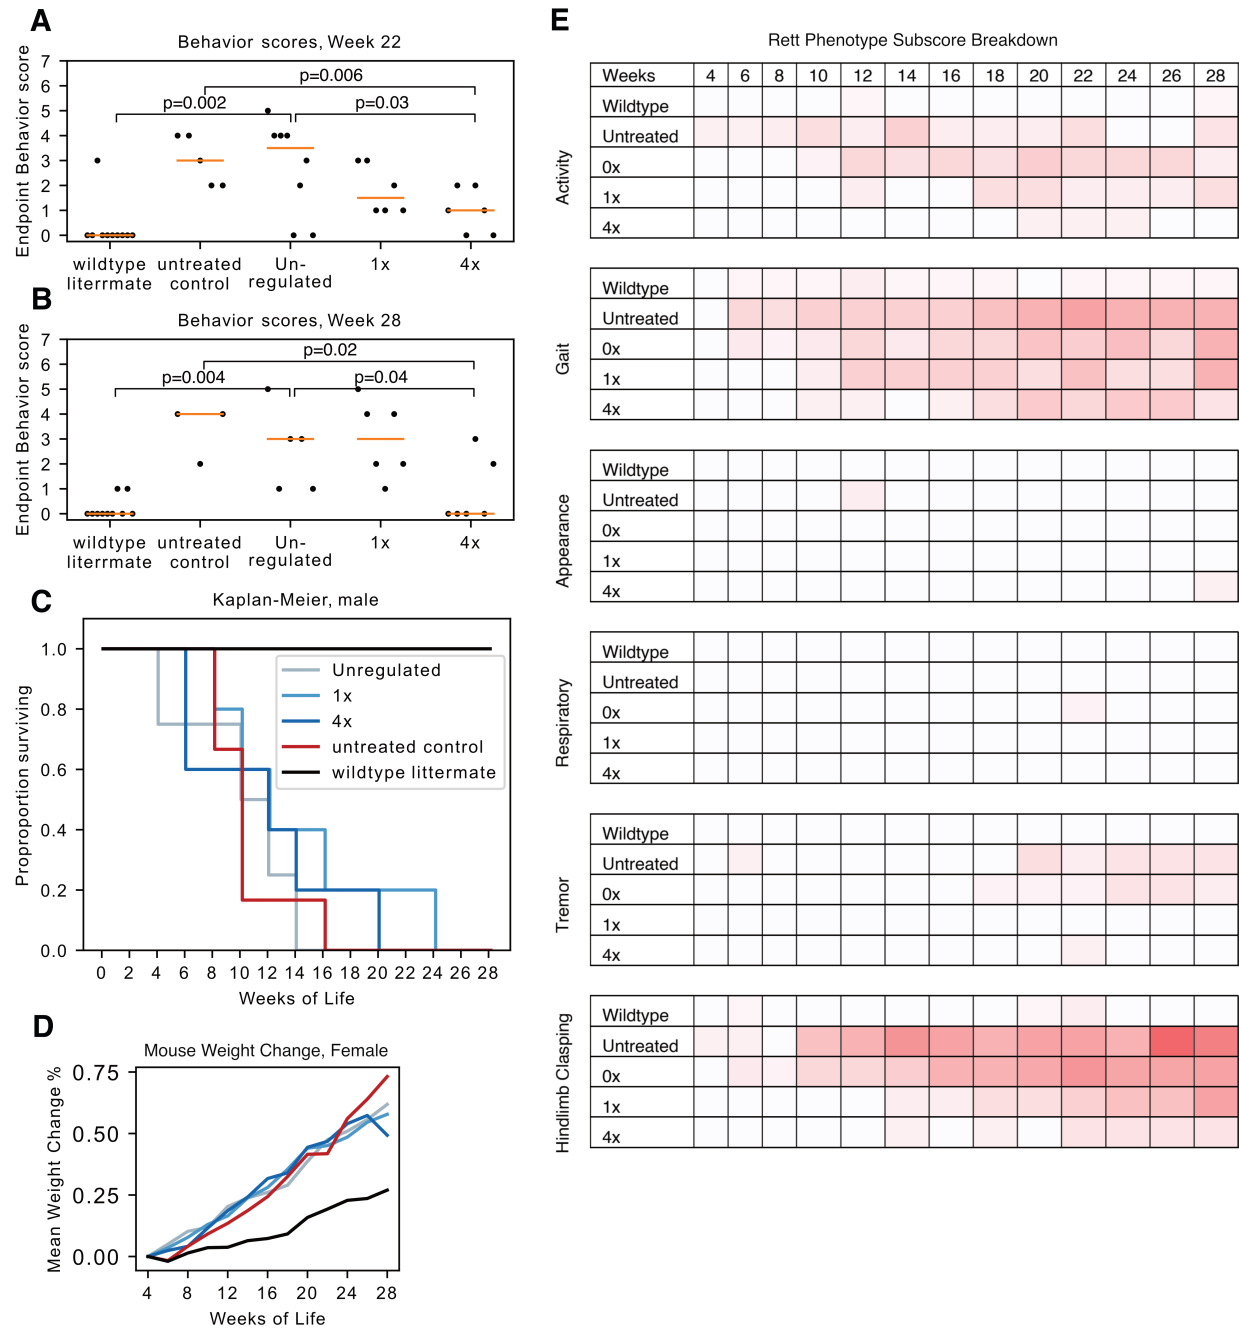 A
Behavior scores, Week 22
Endpoint Behavior score
7
6
5
4
3
2
1
0
p=0.006
p=0.002
p=0.03
wildtype literrmate
untreated control
Un-regulated
1x
4x
B
Behavior scores, Week 28
Endpoint Behavior score
7
6
5
4
3
2
1
0
p=0.02
p=0.004
p=0.04
wildtype literrmate
untreated control
Un-regulated
1x
4x
C
Kaplan-Meier, male
Proproportion surviving
1.0
0.8
0.6
0.4
0.2
0.0
Unregulated
1x
4x
untreated control
wildtype littermate
0 2 4 6 8 10 12 14 16 18 20 22 24 26 28
Weeks of Life
D
Mouse Weight Change, Female
Mean Weight Change %
0.75
0.50
0.25
0.00
4 8 12 16 20 24 28
Weeks of Life
E
Rett Phenotype Subscore Breakdown
Weeks 4 6 8 10 12 14 16 18 20 22 24 26 28
Activity
Wildtype
Untreated
0x
1x
4x
Gait
Wildtype
Untreated
0x
1x
4x
Appearance
Wildtype
Untreated
0x
1x
4x
Respiratory
Wildtype
Untreated
0x
1x
4x
Tremor
Wildtype
Untreated
0x
1x
4x
Hindlimb Clasping
Wildtype
Untreated
0x
1x
4x